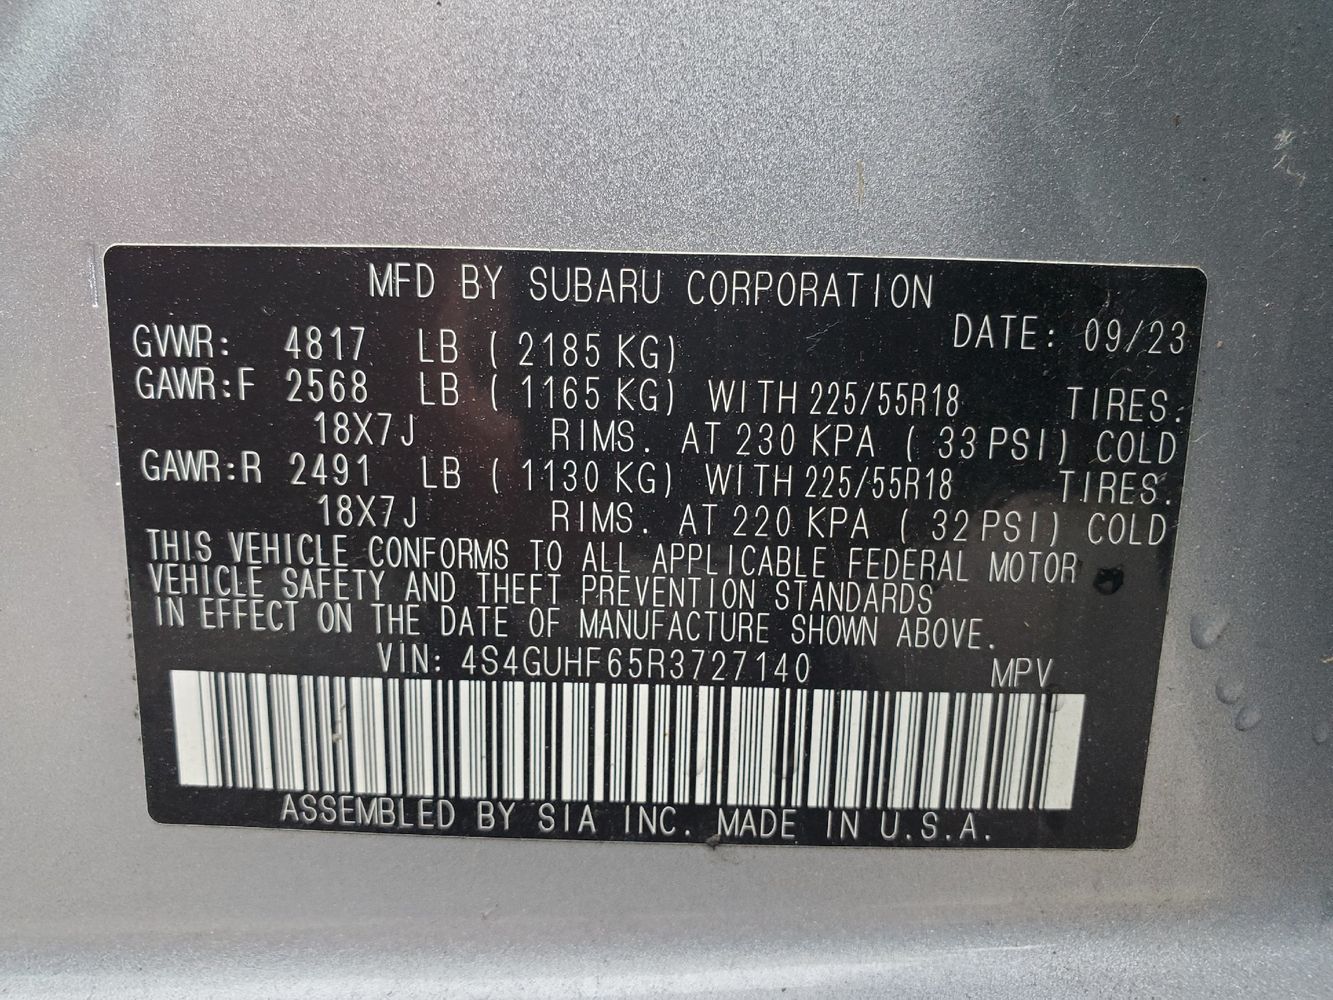 MFD BY SUBARU CORPORATION
DATE: 09/23
GVWR: 4817 LB ( 2185 KG)
GAWR:F 2568 LB ( 1165 KG) WITH 225/55R18 TIRES.
18X7J RIMS. AT 230 KPA ( 33 PSI) COLD
GAWR:R 2491 LB ( 1130 KG) WITH 225/55R18 TIRES.
18X7J RIMS. AT 220 KPA ( 32 PSI) COLD
THIS VEHICLE CONFORMS TO ALL APPLICABLE FEDERAL MOTOR
VEHICLE SAFETY AND THEFT PREVENTION STANDARDS
IN EFFECT ON THE DATE OF MANUFACTURE SHOWN ABOVE.
VIN: 4S4GUHF65R3727140 MPV
ASSEMBLED BY SIA INC. MADE IN U.S.A.